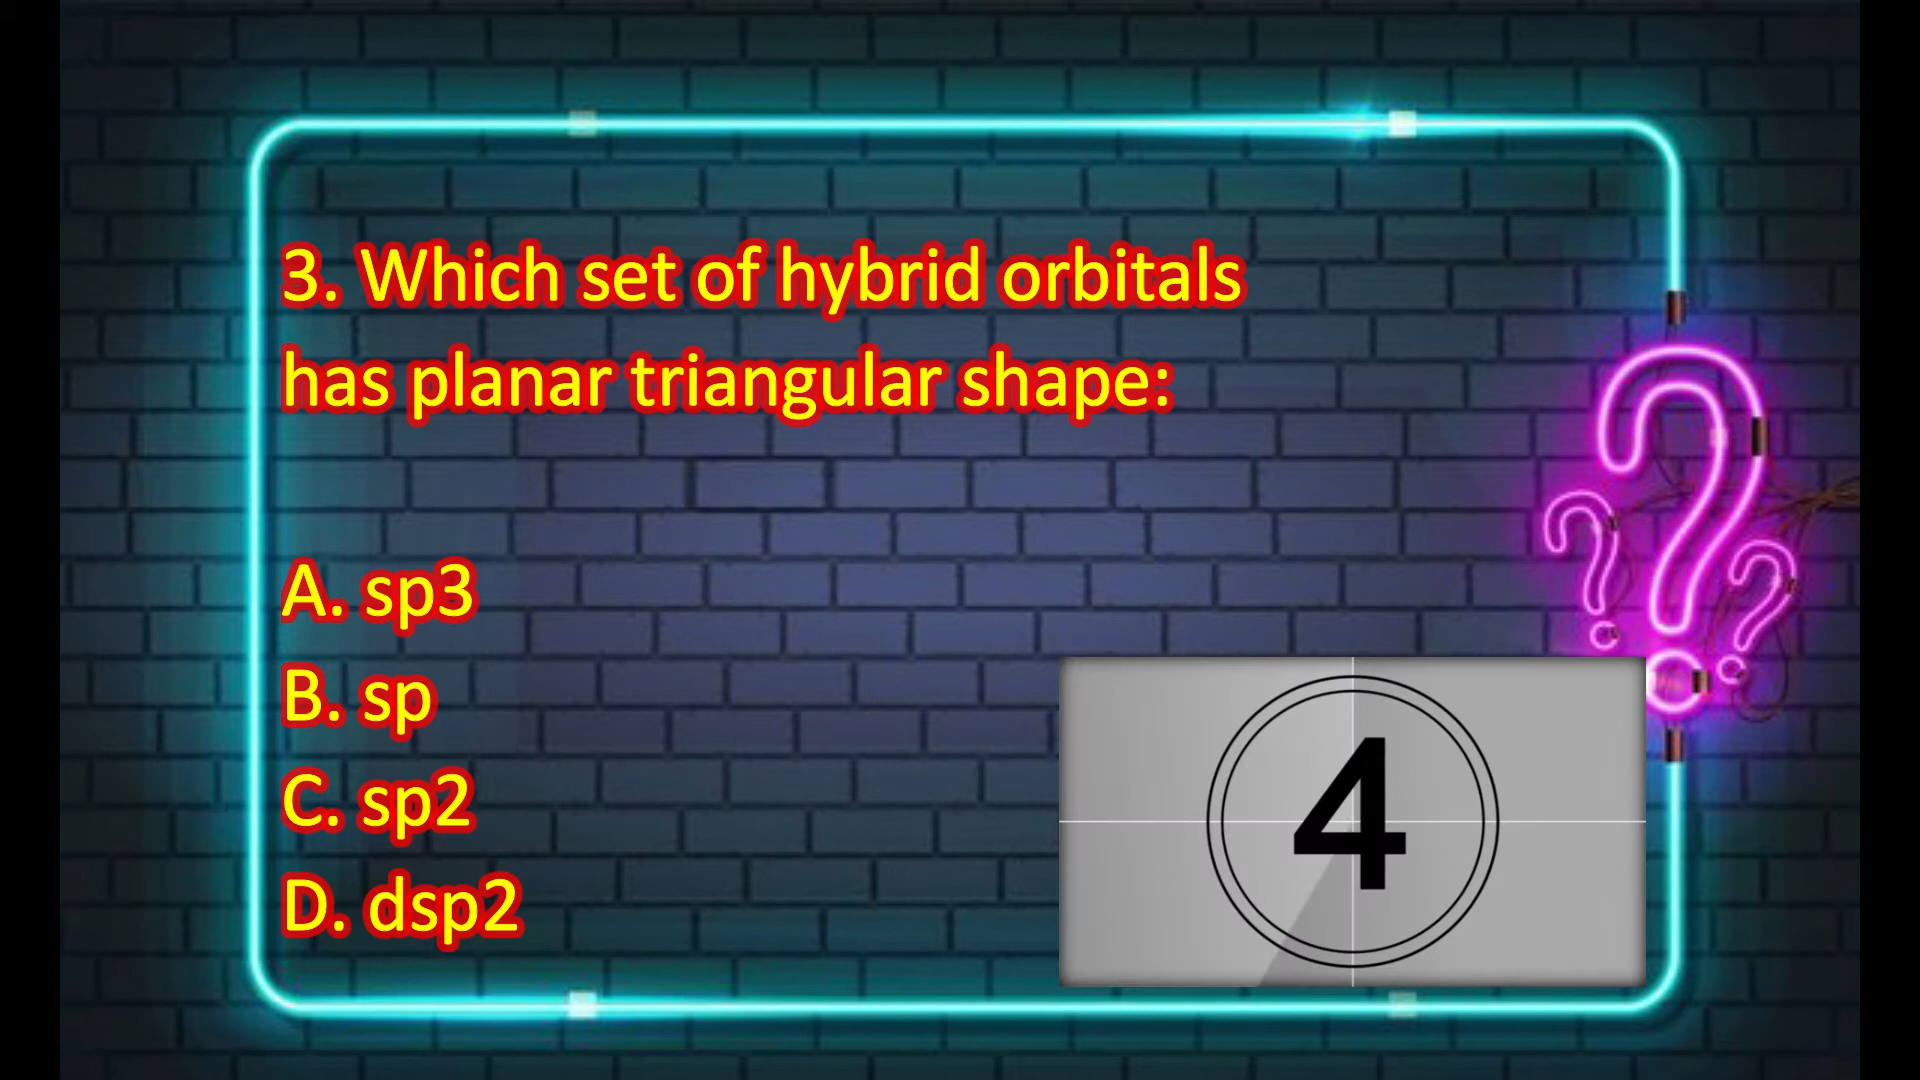 3. Which set of hybrid orbitals
has planar triangular shape:
A. sp3
B. sp
C. sp2
D. dsp2
4